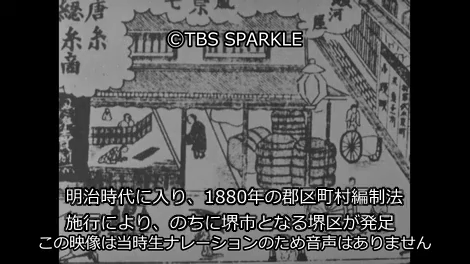 ©TBS SPARKLE
唐糸
総糸商
明治時代に入り、1880年の郡区町村編制法
施行により、のちに堺市となる堺区が発足
この映像は当時生ナレーションのため音声はありません